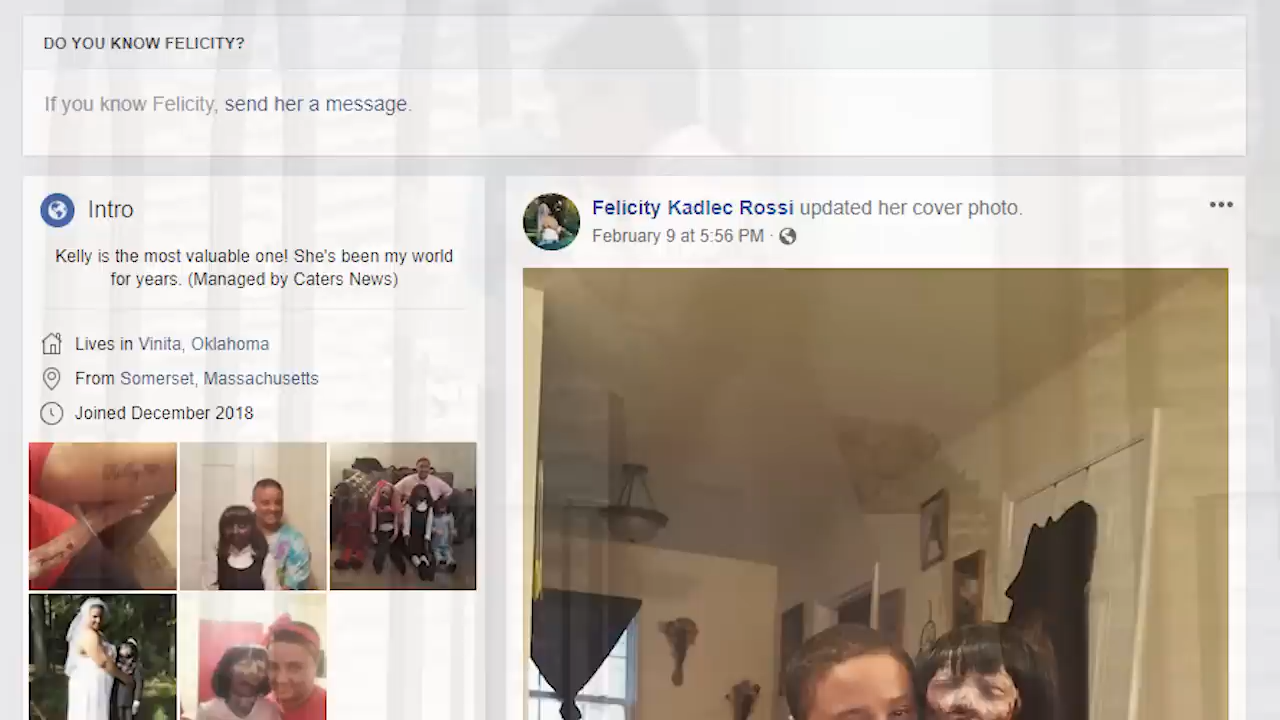 DO YOU KNOW FELICITY?
If you know Felicity, send her a message.
Intro
Kelly is the most valuable one! She's been my world
for years. (Managed by Caters News)
Lives in Vinita, Oklahoma
From Somerset, Massachusetts
Joined December 2018
Felicity Kadlec Rossi updated her cover photo.
February 9 at 5:56 PM ·